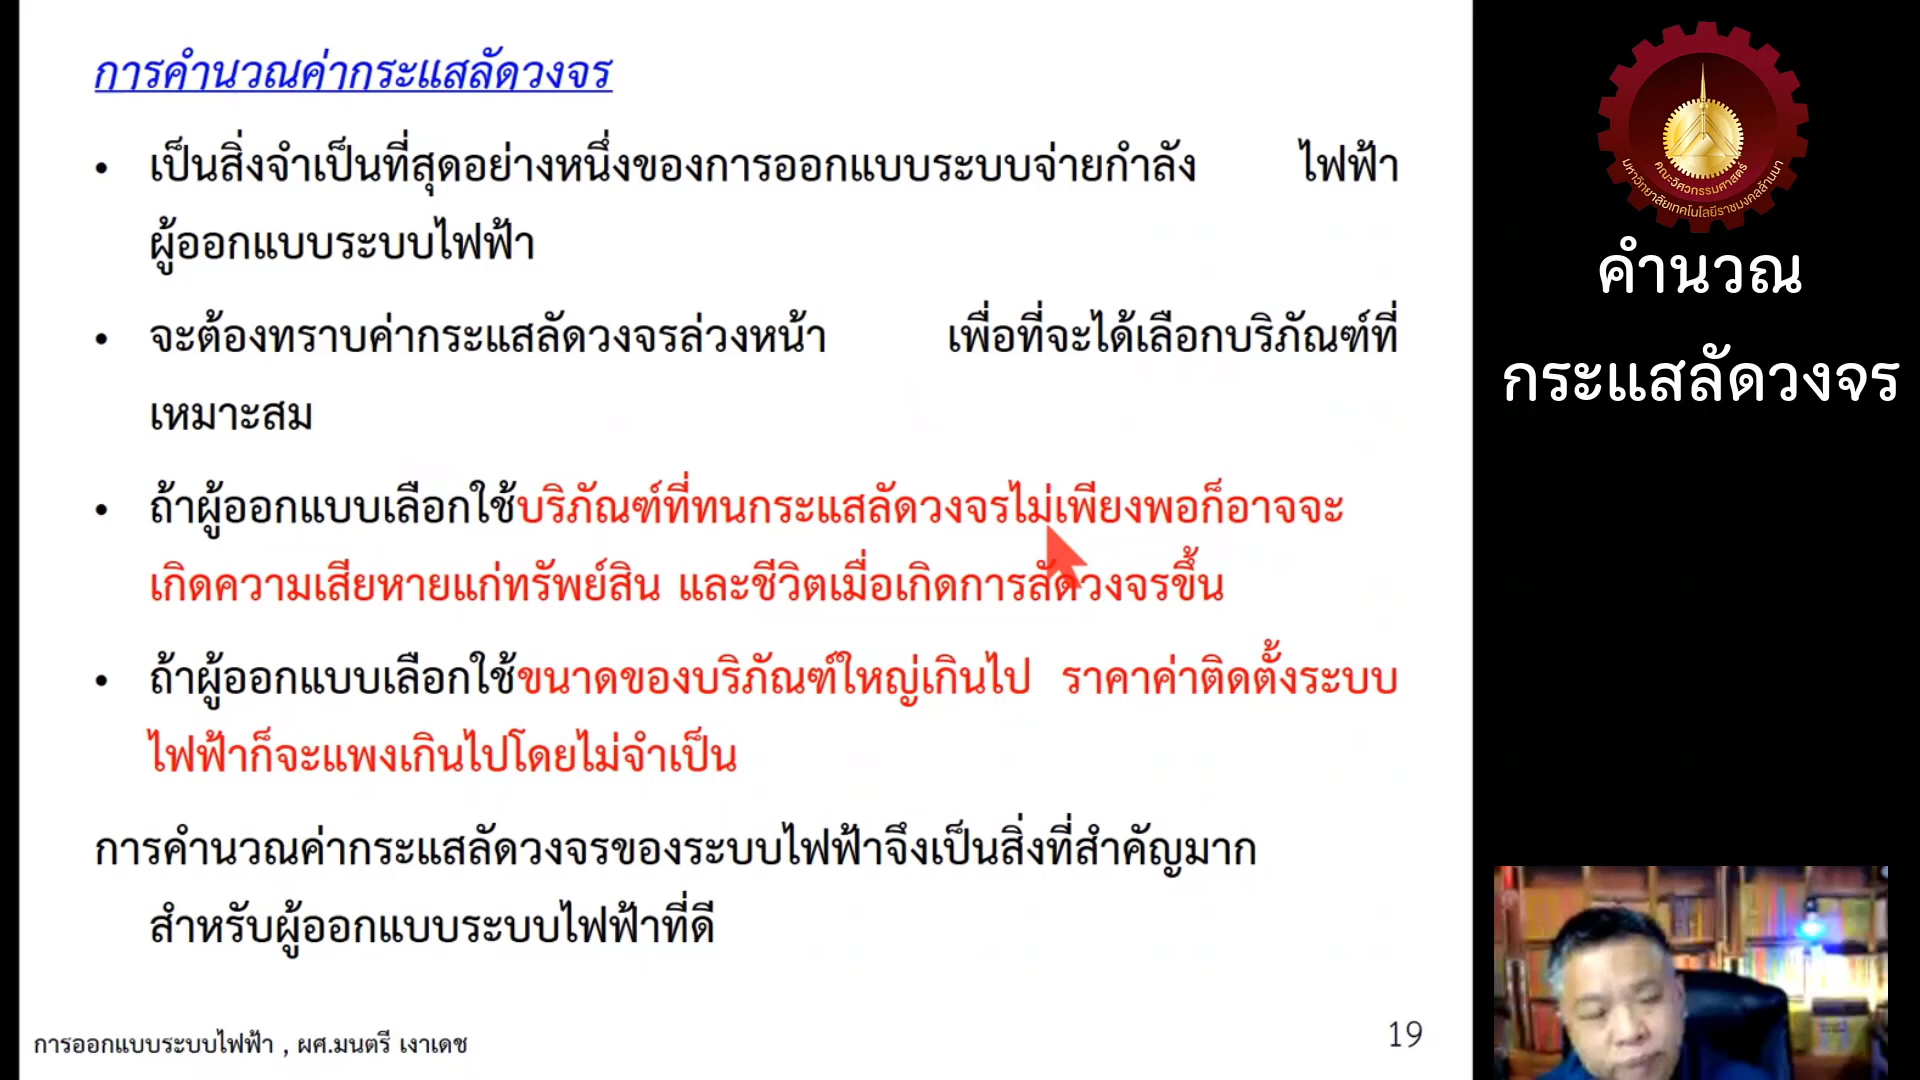 การคำนวณค่ากระแสลัดวงจร
• เป็นสิ่งจำเป็นที่สุดอย่างหนึ่งของการออกแบบระบบจ่ายกำลัง ไฟฟ้า
ผู้ออกแบบระบบไฟฟ้า
• จะต้องทราบค่ากระแสลัดวงจรล่วงหน้า เพื่อที่จะได้เลือกบริภัณฑ์ที่
เหมาะสม
• ถ้าผู้ออกแบบเลือกใช้บริภัณฑ์ที่ทนกระแสลัดวงจรไม่เพียงพอก็อาจจะ
เกิดความเสียหายแก่ทรัพย์สิน และชีวิตเมื่อเกิดการลัดวงจรขึ้น
• ถ้าผู้ออกแบบเลือกใช้ขนาดของบริภัณฑ์ใหญ่เกินไป ราคาค่าติดตั้งระบบ
ไฟฟ้าก็จะแพงเกินไปโดยไม่จำเป็น
การคำนวณค่ากระแสลัดวงจรของระบบไฟฟ้าจึงเป็นสิ่งที่สำคัญมาก
สำหรับผู้ออกแบบระบบไฟฟ้าที่ดี
การออกแบบระบบไฟฟ้า , ผศ.มนตรี เงาเดช
19
คณะวิศวกรรมศาสตร์
มหาวิทยาลัยเทคโนโลยีราชมงคลล้านนา
คำนวณ
กระแสลัดวงจร